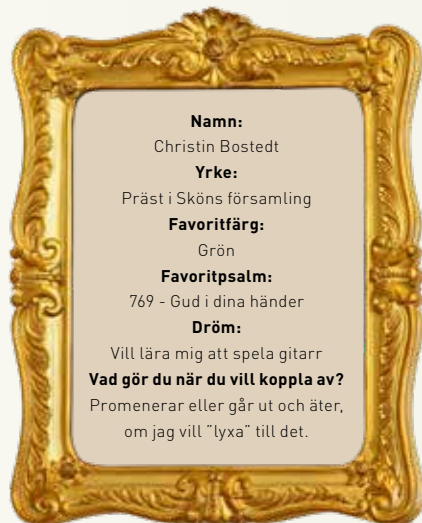 Namn:
Christin Bostedt
Yrke:
Präst i Sköns församling
Favoritfärg:
Grön
Favoritpsalm:
769 - Gud i dina händer
Dröm:
Vill lära mig att spela gitarr
Vad gör du när du vill koppla av?
Promenerar eller går ut och äter,
om jag vill ”lyxa” till det.